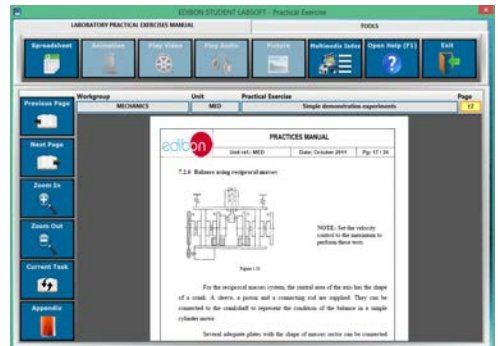 EDIBON STUDENT LABSOFT - Practical Exercise
LABORATORY PRACTICAL EXERCISES MANUAL
TOOLS
Spreadsheet
Animation
Play Video
Play Audio
Picture
Multimedia Index
Open Help (F1)
Exit
Workgroup
Unit
Practical Exercise
Page
MECHANICS
MED
Simple demonstration experiments
17
Previous Page
Next Page
Zoom In
Zoom Out
Current Task
Appendix
edibon
PRACTICES MANUAL
Unit ref.: MED
Date: October 2011
Pg: 17 / 36
7.2.6 Balance using reciprocal masses
NOTE: Set the velocity
control to the maximum to
perform these tests.
For the reciprocal masses system, the central area of the axis has the shape
of a crank. A sleeve, a piston and a connecting rod are supplied. They can be
connected to the crankshaft to represent the condition of the balance in a simple
cylinder motor.
Several adequate plates with the shape of masses sector can be connected